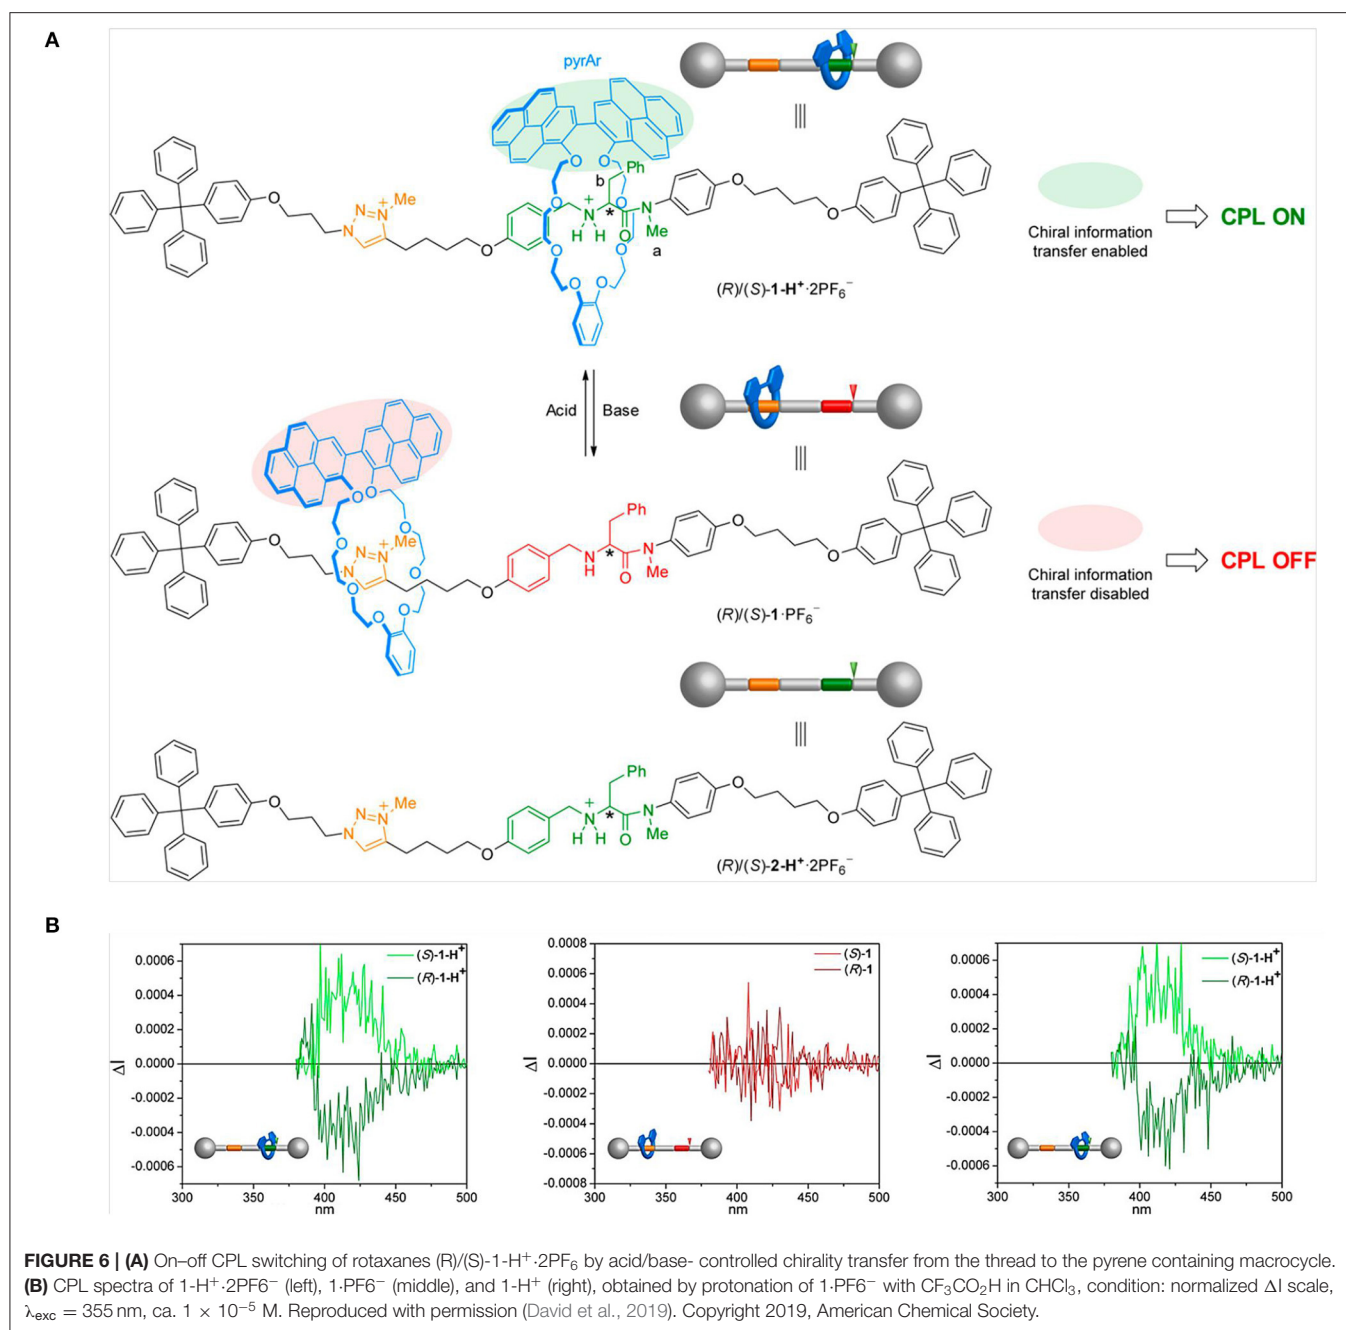 A
pyrAr
Ph
b
Me
N
N
N
+
O
O
O
O
O
O
O
O
O
+
N
H H
*
O
N
Me
a
O
O
(R)/(S)-1-H⁺·2PF₆⁻
Chiral information
transfer enabled
CPL ON
Acid
Base
O
O
O
O
O
O
O
O
O
Me
N
N
N
+
O
Ph
N
H
*
O
N
Me
O
O
(R)/(S)-1·PF₆⁻
Chiral information
transfer disabled
CPL OFF
O
Me
N
N
N
+
O
Ph
+
N
H H
*
O
N
Me
O
O
(R)/(S)-2-H⁺·2PF₆⁻
B
ΔI
0.0006
0.0004
0.0002
0.0000
-0.0002
-0.0004
-0.0006
(S)-1-H⁺
(R)-1-H⁺
300 350 400 450 500
nm
ΔI
0.0008
0.0006
0.0004
0.0002
0.0000
-0.0002
-0.0004
-0.0006
-0.0008
(S)-1
(R)-1
300 350 400 450 500
nm
ΔI
0.0006
0.0004
0.0002
0.0000
-0.0002
-0.0004
-0.0006
(S)-1-H⁺
(R)-1-H⁺
300 350 400 450 500
nm
FIGURE 6 | (A) On–off CPL switching of rotaxanes (R)/(S)-1-H⁺·2PF₆ by acid/base- controlled chirality transfer from the thread to the pyrene containing macrocycle.
(B) CPL spectra of 1-H⁺·2PF6⁻ (left), 1·PF6⁻ (middle), and 1-H⁺ (right), obtained by protonation of 1·PF6⁻ with CF₃CO₂H in CHCl₃, condition: normalized ΔI scale,
λexc = 355 nm, ca. 1 × 10⁻⁵ M. Reproduced with permission (David et al., 2019). Copyright 2019, American Chemical Society.